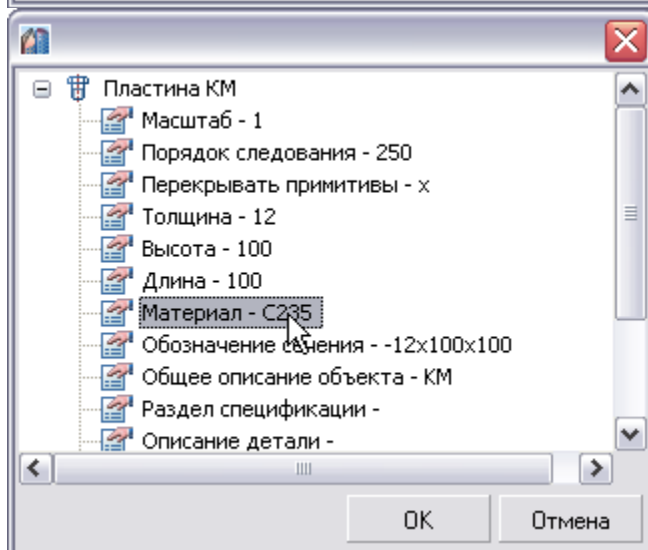 Пластина КМ
Масштаб - 1
Порядок следования - 250
Перекрывать примитивы - x
Толщина - 12
Высота - 100
Длина - 100
Материал - С235
Обозначение сечения - -12x100x100
Общее описание объекта - КМ
Раздел спецификации -
Описание детали -
OK Отмена